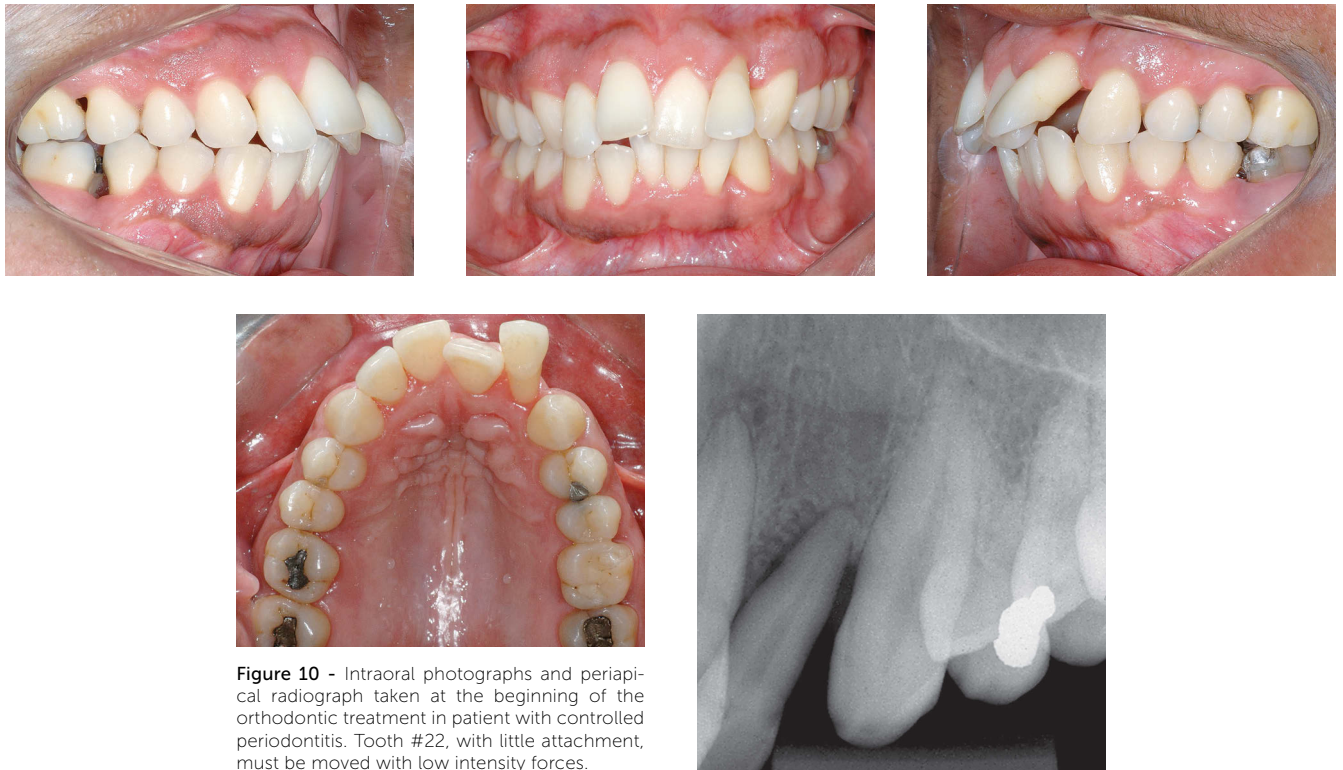 Figure 10 - Intraoral photographs and periapi-
cal radiograph taken at the beginning of the
orthodontic treatment in patient with controlled
periodontitis. Tooth #22, with little attachment,
must be moved with low intensity forces.